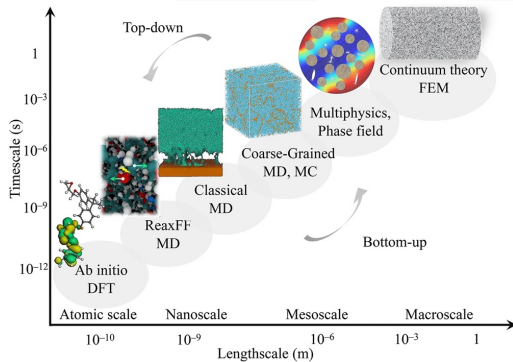 Top-down
1
10⁻³
10⁻⁶
10⁻⁹
10⁻¹²
Timescale (s)
Continuum theory
FEM
Multiphysics,
Phase field
Coarse-Grained
MD, MC
Classical
MD
ReaxFF
MD
Ab initio
DFT
Bottom-up
Atomic scale
Nanoscale
Mesoscale
Macroscale
10⁻¹⁰
10⁻⁹
10⁻⁶
10⁻³
1
Lengthscale (m)